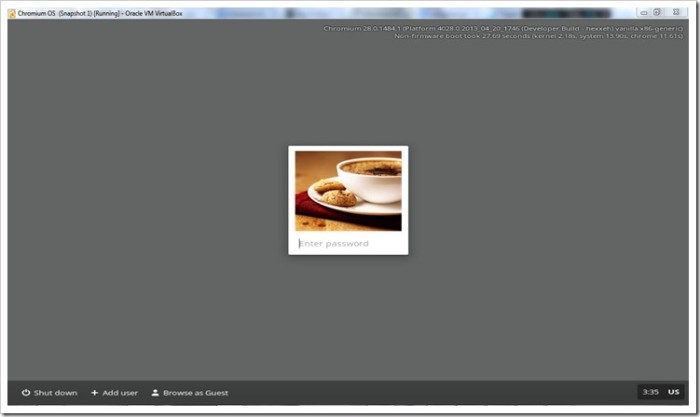 Chromium OS (Snapshot 1) [Running] - Oracle VM VirtualBox
Chromium 28.0.1484.1 (Platform 4028.0.2013_04_20_1746 (Developer Build - hexxeh) vanilla x86-generic)
Non-firmware boot took 27.69 seconds (kernel 2.18s, system 13.90s, chrome 11.61s)
Enter password
Shut down
Add user
Browse as Guest
3:35 US